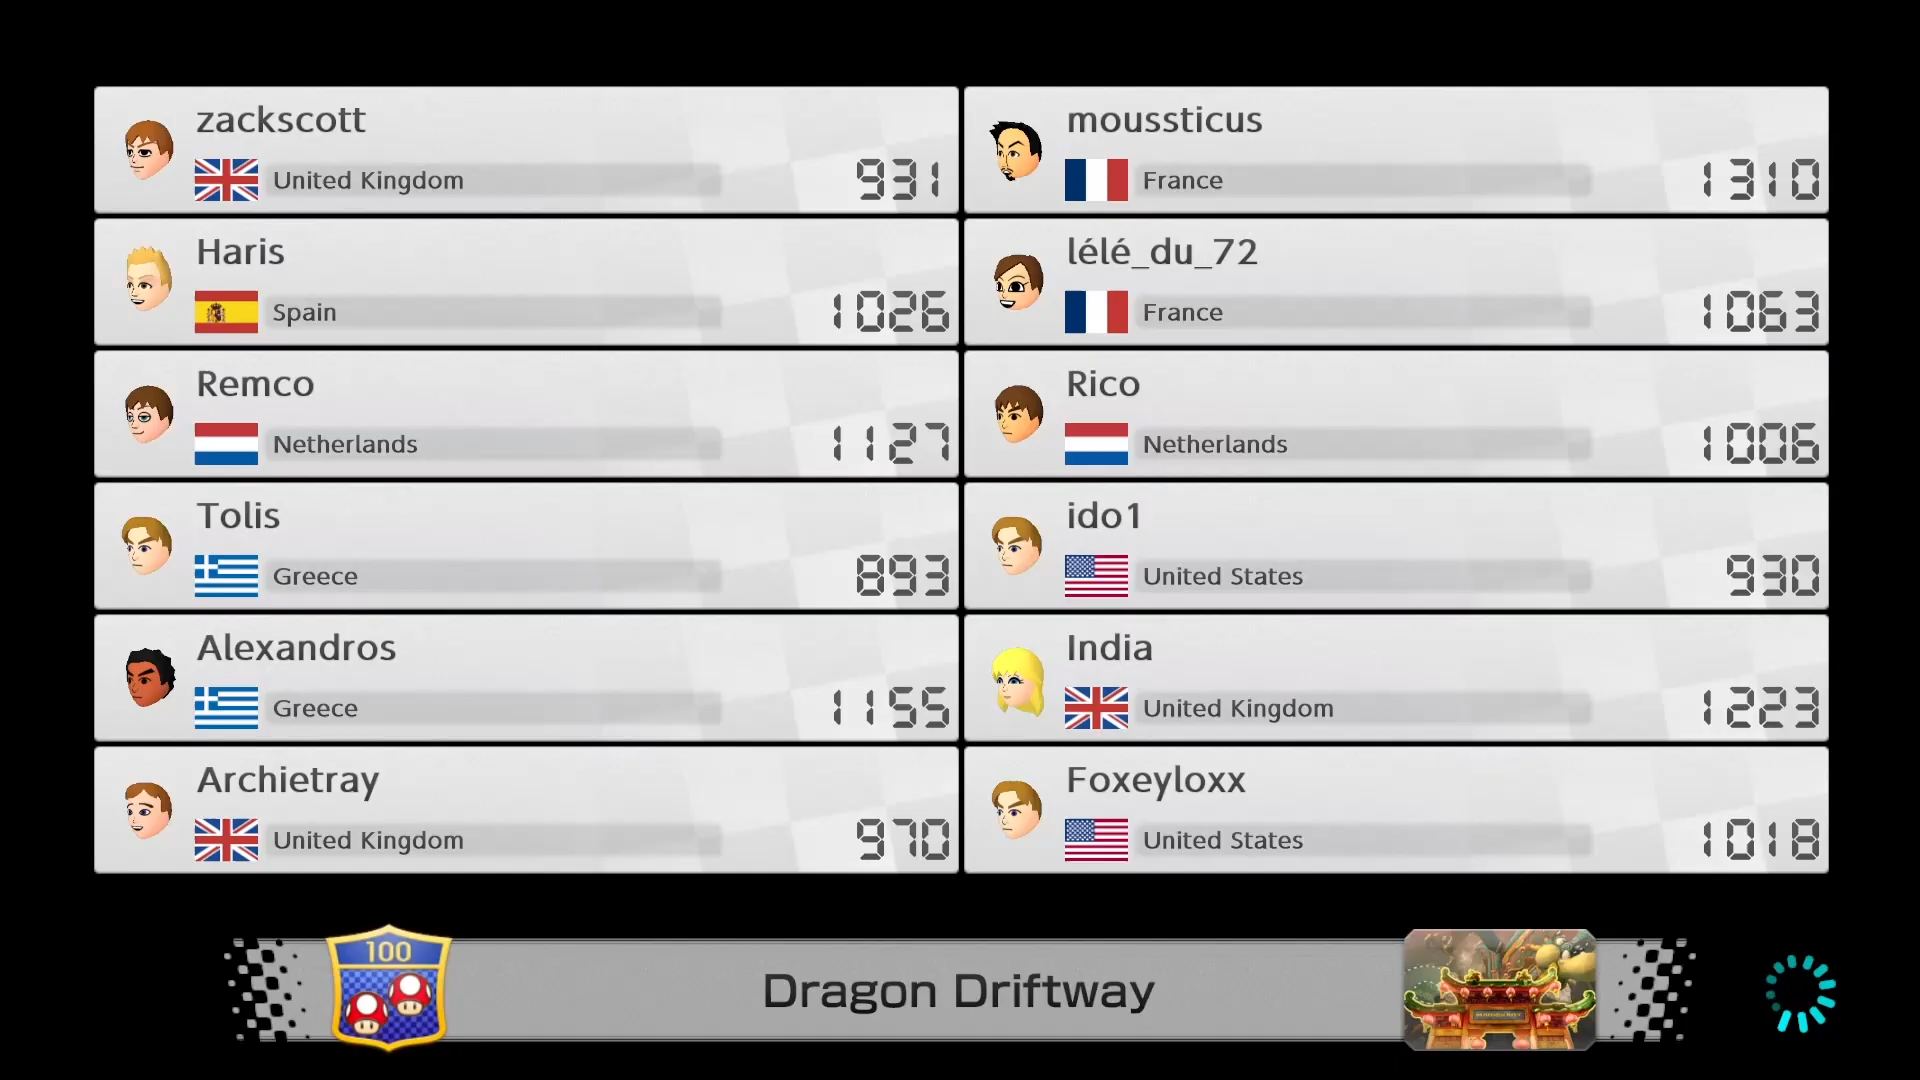 zackscott
United Kingdom 931
moussticus
France 1310
Haris
Spain 1026
lélé_du_72
France 1063
Remco
Netherlands 1127
Rico
Netherlands 1006
Tolis
Greece 893
ido1
United States 930
Alexandros
Greece 1155
India
United Kingdom 1223
Archietray
United Kingdom 970
Foxeyloxx
United States 1018
100
Dragon Driftway